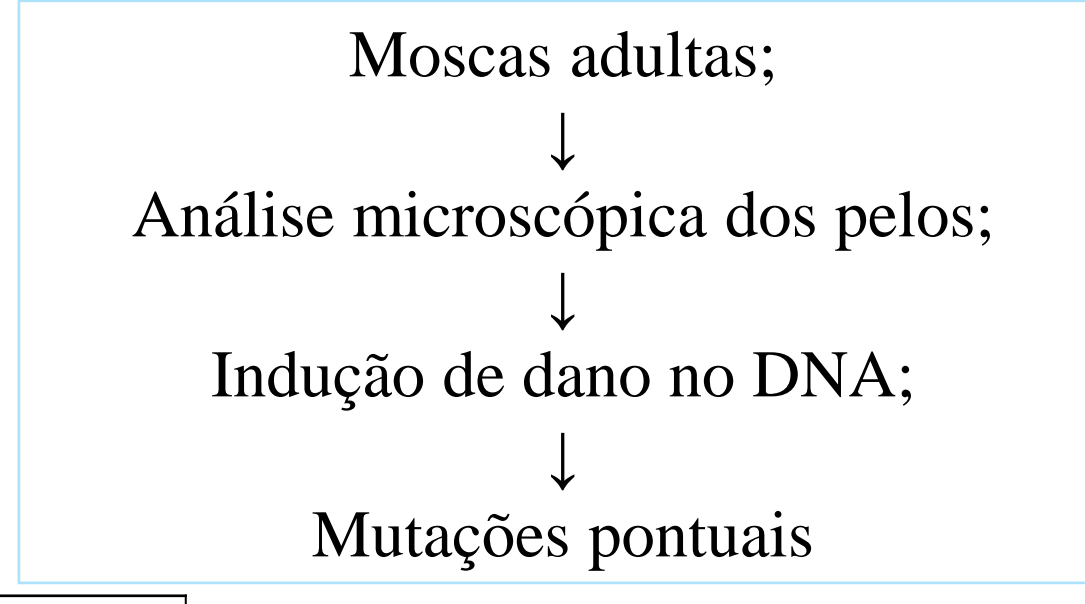 Moscas adultas;
↓
Análise microscópica dos pelos;
↓
Indução de dano no DNA;
↓
Mutações pontuais